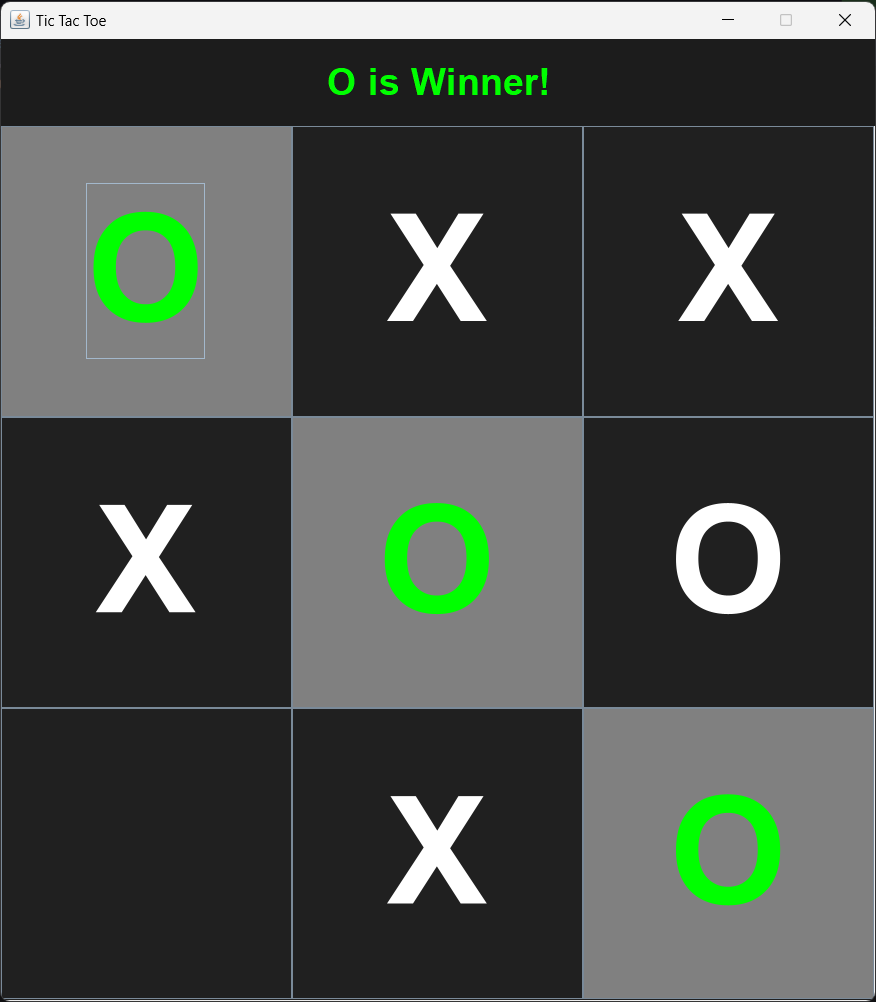 Tic Tac Toe
O is Winner!
O X X
X O O
X O